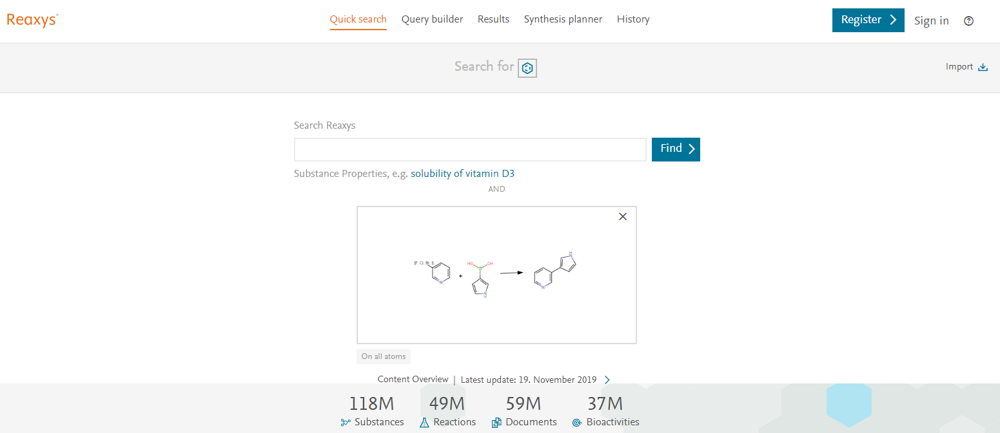 Reaxys®
Quick search Query builder Results Synthesis planner History
Register Sign in ?
Search for
Import
Search Reaxys
Find
Substance Properties, e.g. solubility of vitamin D3
AND
[F, Cl, Br, I]
N
+
HO B OH
N
H
N
H
N
On all atoms
Content Overview | Latest update: 19. November 2019
118M 49M 59M 37M
Substances Reactions Documents Bioactivities